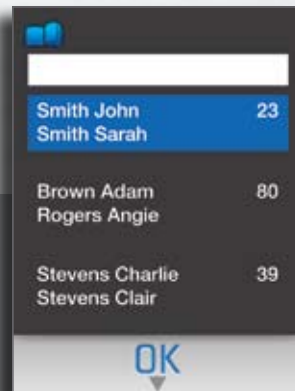 Smith John 23
Smith Sarah
Brown Adam 80
Rogers Angie
Stevens Charlie 39
Stevens Clair
OK